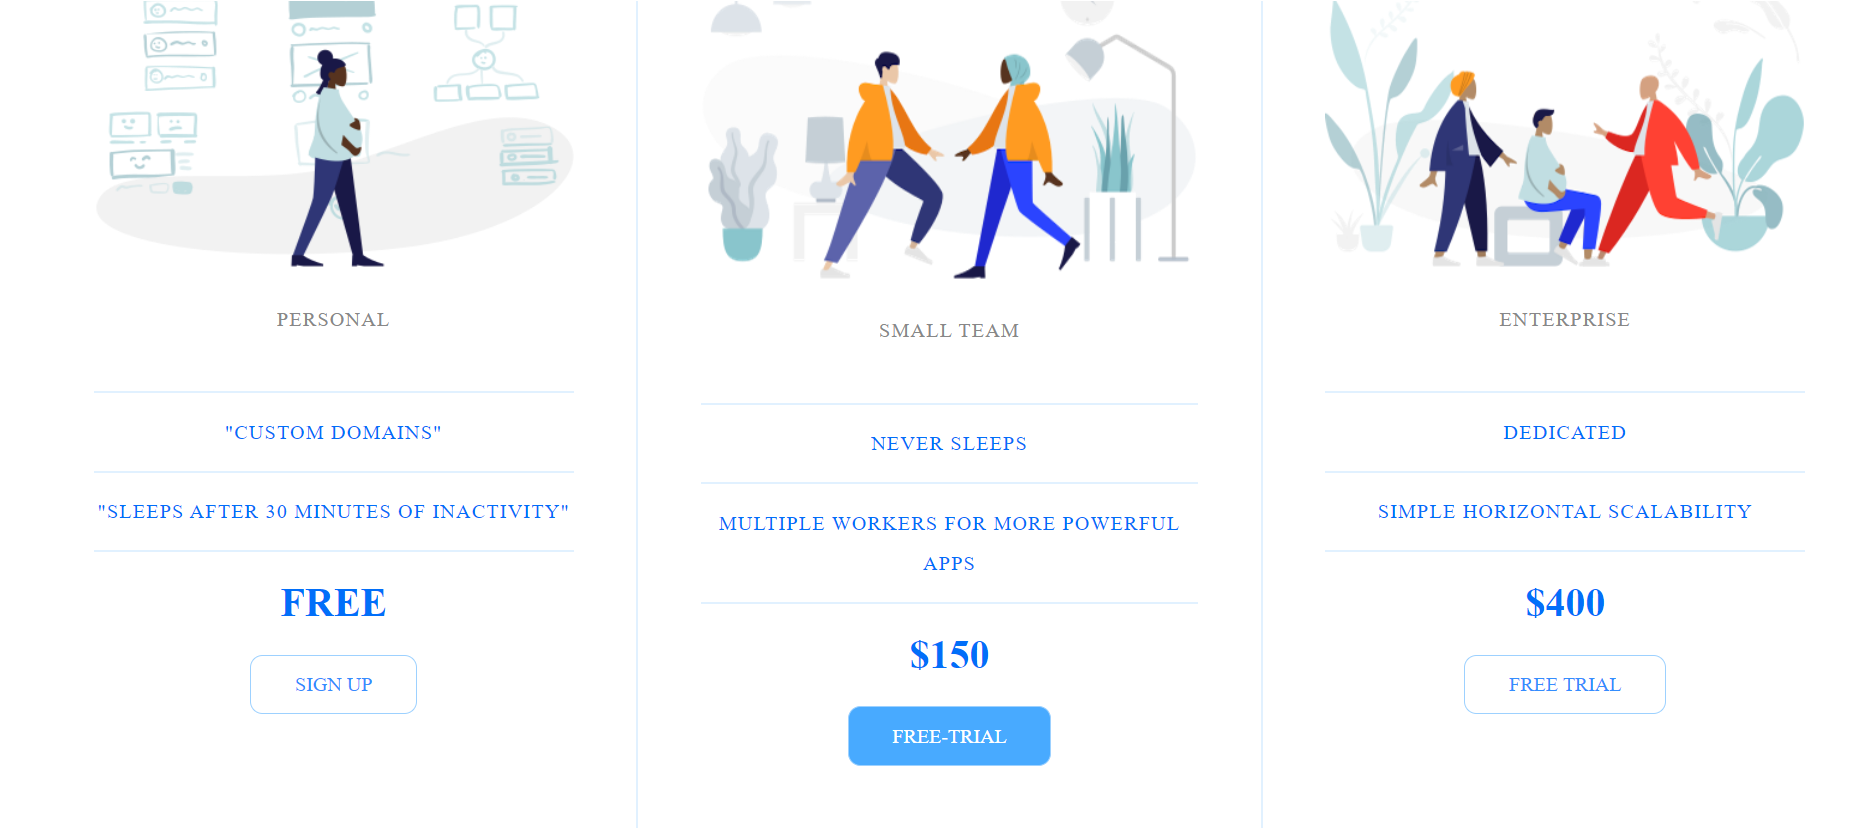 PERSONAL
"CUSTOM DOMAINS"
"SLEEPS AFTER 30 MINUTES OF INACTIVITY"
FREE
SIGN UP
SMALL TEAM
NEVER SLEEPS
MULTIPLE WORKERS FOR MORE POWERFUL
APPS
$150
FREE-TRIAL
ENTERPRISE
DEDICATED
SIMPLE HORIZONTAL SCALABILITY
$400
FREE TRIAL